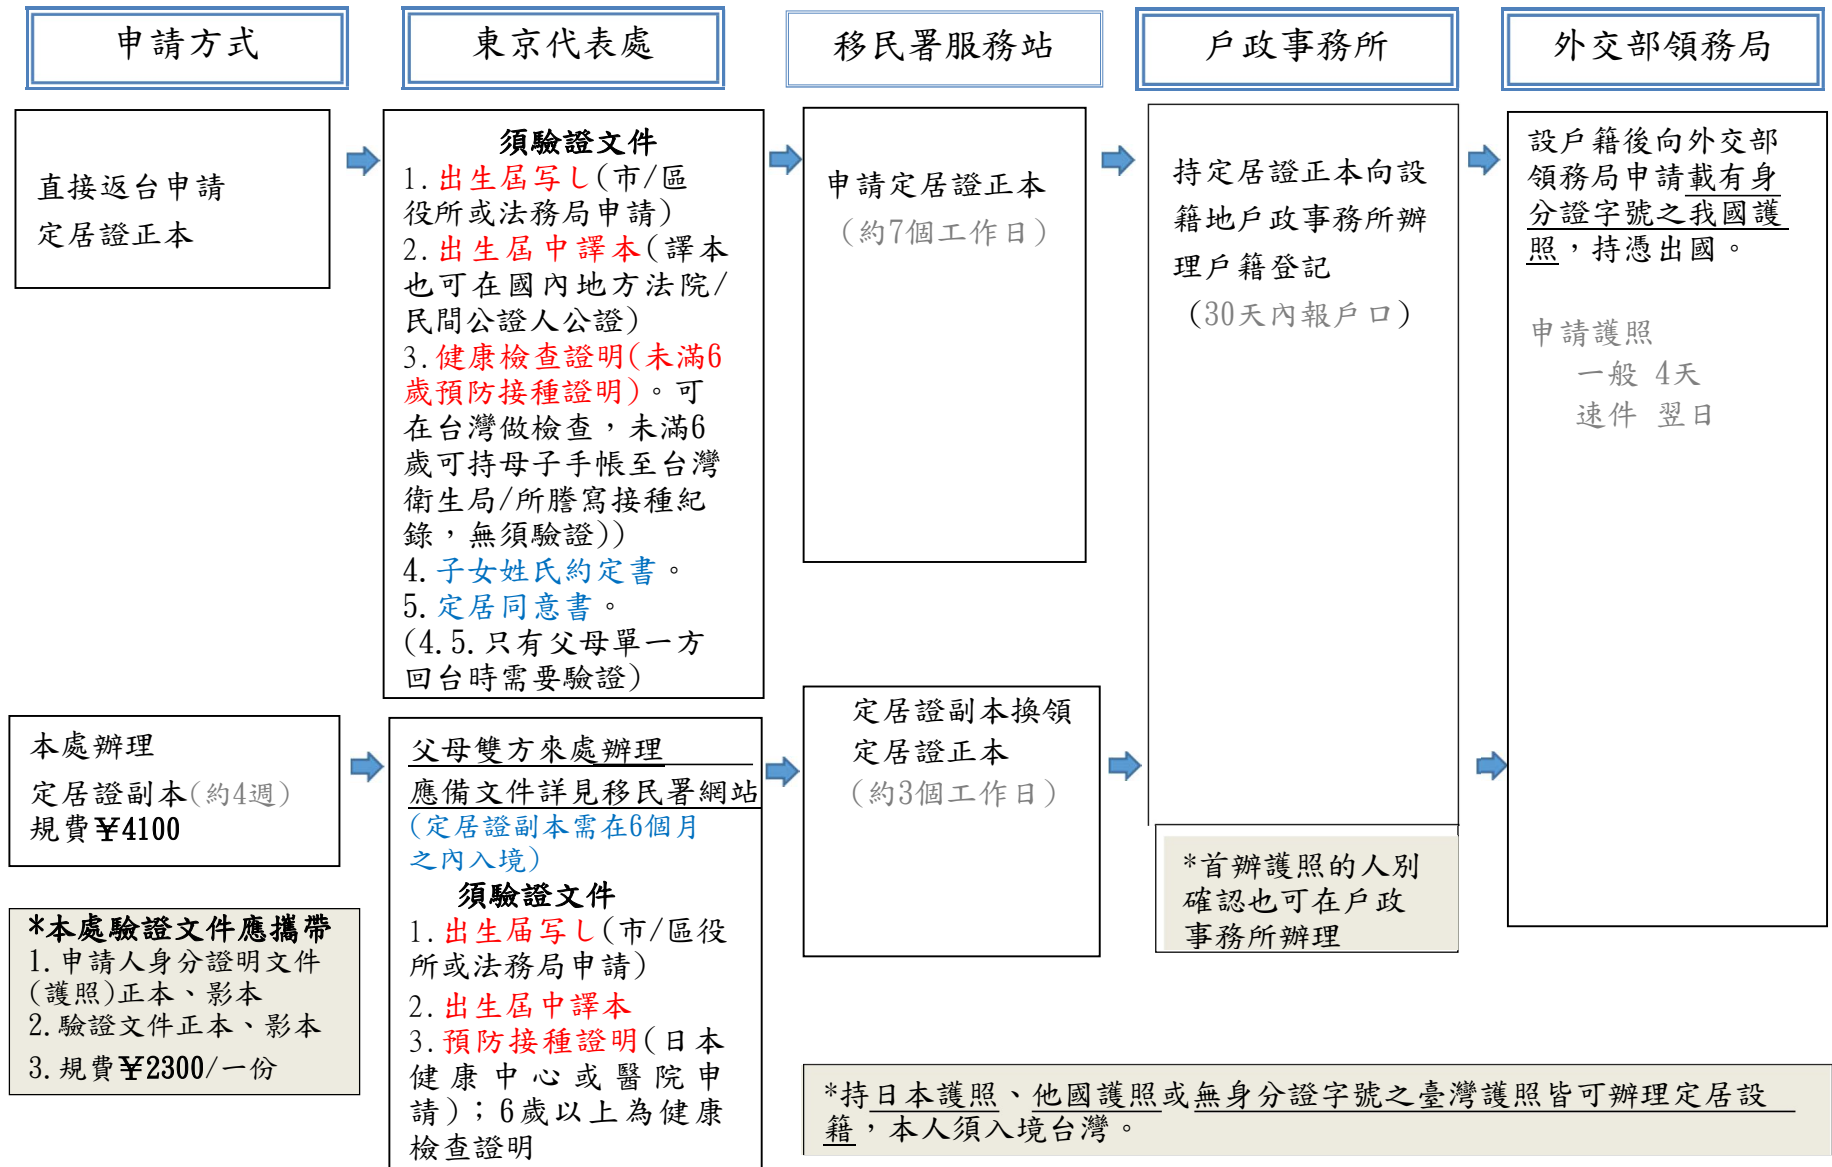 申請方式
東京代表處
移民署服務站
戶政事務所
外交部領務局
直接返台申請
定居證正本
須驗證文件
1.出生屆写し(市/區
役所或法務局申請)
2.出生屆中譯本(譯本
也可在國內地方法院/
民間公證人公證)
3.健康檢查證明(未滿6
歲預防接種證明)。可
在台灣做檢查，未滿6
歲可持母子手帳至台灣
衛生局/所謄寫接種紀
錄，無須驗證))
4.子女姓氏約定書。
5.定居同意書。
(4.5.只有父母單一方
回台時需要驗證)
申請定居證正本
(約7個工作日)
持定居證正本向設
籍地戶政事務所辦
理戶籍登記
(30天內報戶口)
設戶籍後向外交部
領務局申請載有身
分證字號之我國護
照，持憑出國。
申請護照
一般 4天
速件 翌日
本處辦理
定居證副本(約4週)
規費¥4100
父母雙方來處辦理
應備文件詳見移民署網站
(定居證副本需在6個月
之內入境)
須驗證文件
1.出生届写し(市/區役
所或法務局申請)
2.出生屆中譯本
3.預防接種證明(日本
健康中心或醫院申
請)；6歲以上為健康
檢查證明
定居證副本換領
定居證正本
(約3個工作日)
*首辦護照的人別
確認也可在戶政
事務所辦理
*本處驗證文件應攜帶
1.申請人身分證明文件
(護照)正本、影本
2.驗證文件正本、影本
3.規費¥2300/一份
*持日本護照、他國護照或無身分證字號之臺灣護照皆可辦理定居設
籍，本人須入境台灣。